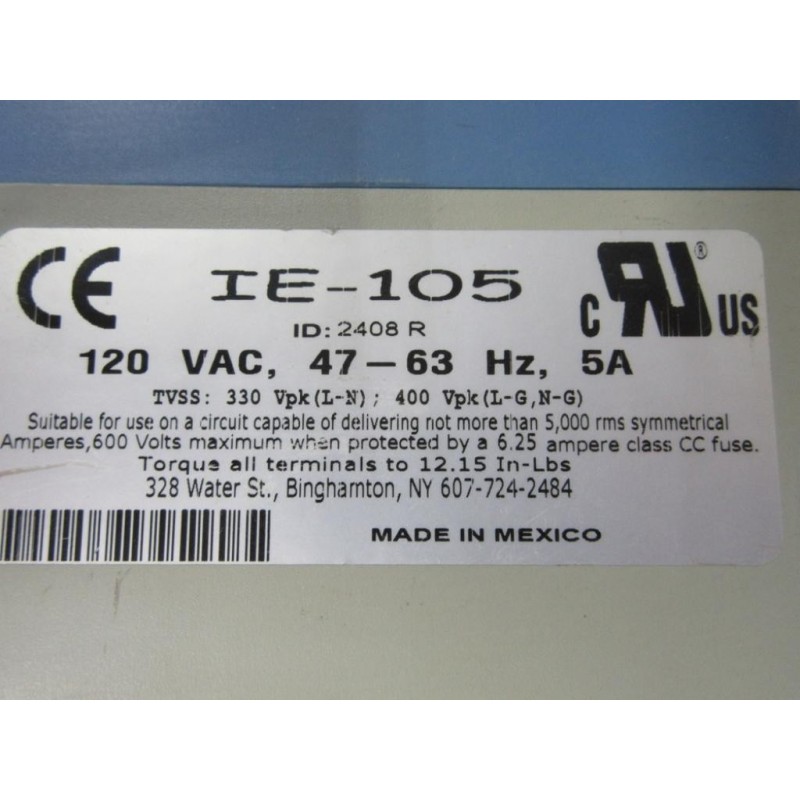 CE IE-105 C RU® US
ID: 2408 R
120 VAC, 47-63 Hz, 5A
TVSS: 330 Vpk(L-N); 400 Vpk(L-G,N-G)
Suitable for use on a circuit capable of delivering not more than 5,000 rms symmetrical
Amperes,600 Volts maximum when protected by a 6.25 ampere class CC fuse.
Torque all terminals to 12.15 In-Lbs
328 Water St., Binghamton, NY 607-724-2484
MADE IN MEXICO